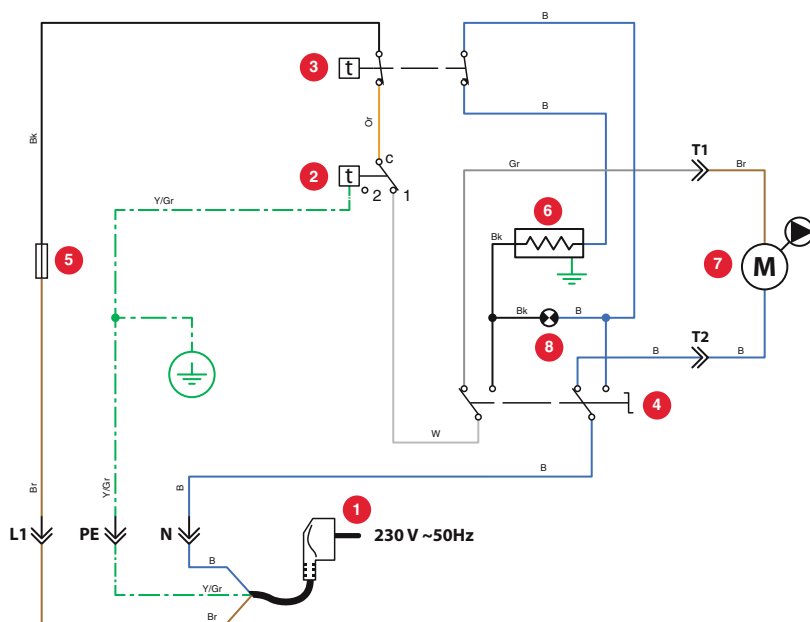 B
3
t
B
Bk
Or
T1
C
Gr
Br
2
t
2
1
Y/Gr
6
Bk
5
7
M
Bk
B
8
T2
B
B
4
W
B
Br
Y/Gr
B
1
L1
PE
N
230 V ~50Hz
B
Y/Gr
Br